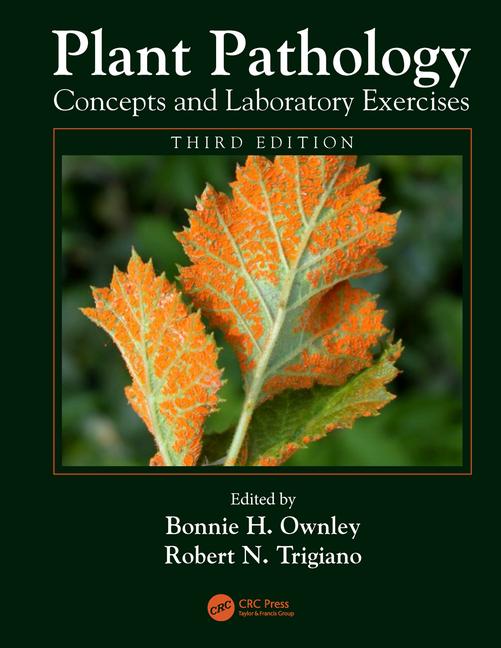 Plant Pathology
Concepts and Laboratory Exercises
THIRD EDITION
Edited by
Bonnie H. Ownley
Robert N. Trigiano
CRC
CRC Press
Taylor & Francis Group